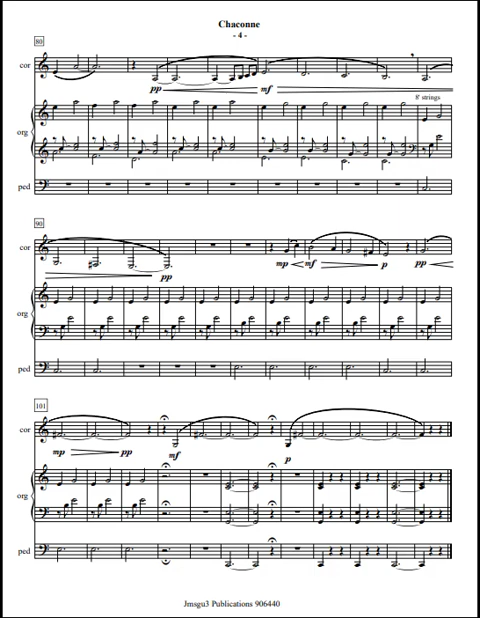 Chaconne
- 4 -
80
cor
pp
mf
8' strings
org
ped
90
cor
pp
mp
mf
p
pp
org
ped
101
cor
mp
pp
mf
p
org
ped
Jmsgu3 Publications 906440